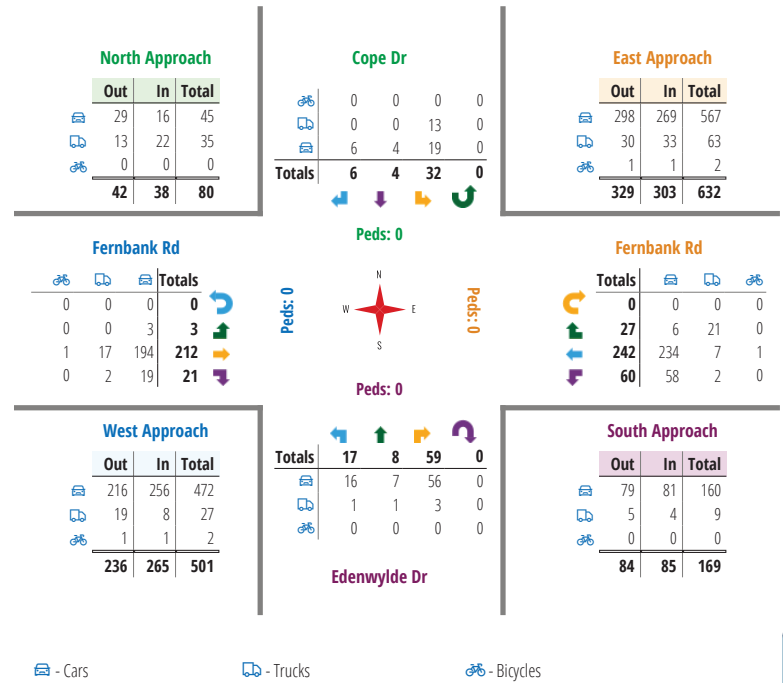 North Approach
Out In Total
29 16 45
13 22 35
0 0 0
42 38 80
Cope Dr
0 0 0 0
0 0 13 0
6 4 19 0
Totals 6 4 32 0
East Approach
Out In Total
298 269 567
30 33 63
1 1 2
329 303 632
Peds: 0
Fernbank Rd
Totals
0 0 0 0
0 0 3 3
1 17 194 212
0 2 19 21
Peds: 0
N
W E
S
Peds: 0
Fernbank Rd
Totals
0 0 0 0
27 6 21 0
242 234 7 1
60 58 2 0
Peds: 0
West Approach
Out In Total
216 256 472
19 8 27
1 1 2
236 265 501
Totals 17 8 59 0
16 7 56 0
1 1 3 0
0 0 0 0
Edenwylde Dr
South Approach
Out In Total
79 81 160
5 4 9
0 0 0
84 85 169
- Cars
- Trucks
- Bicycles